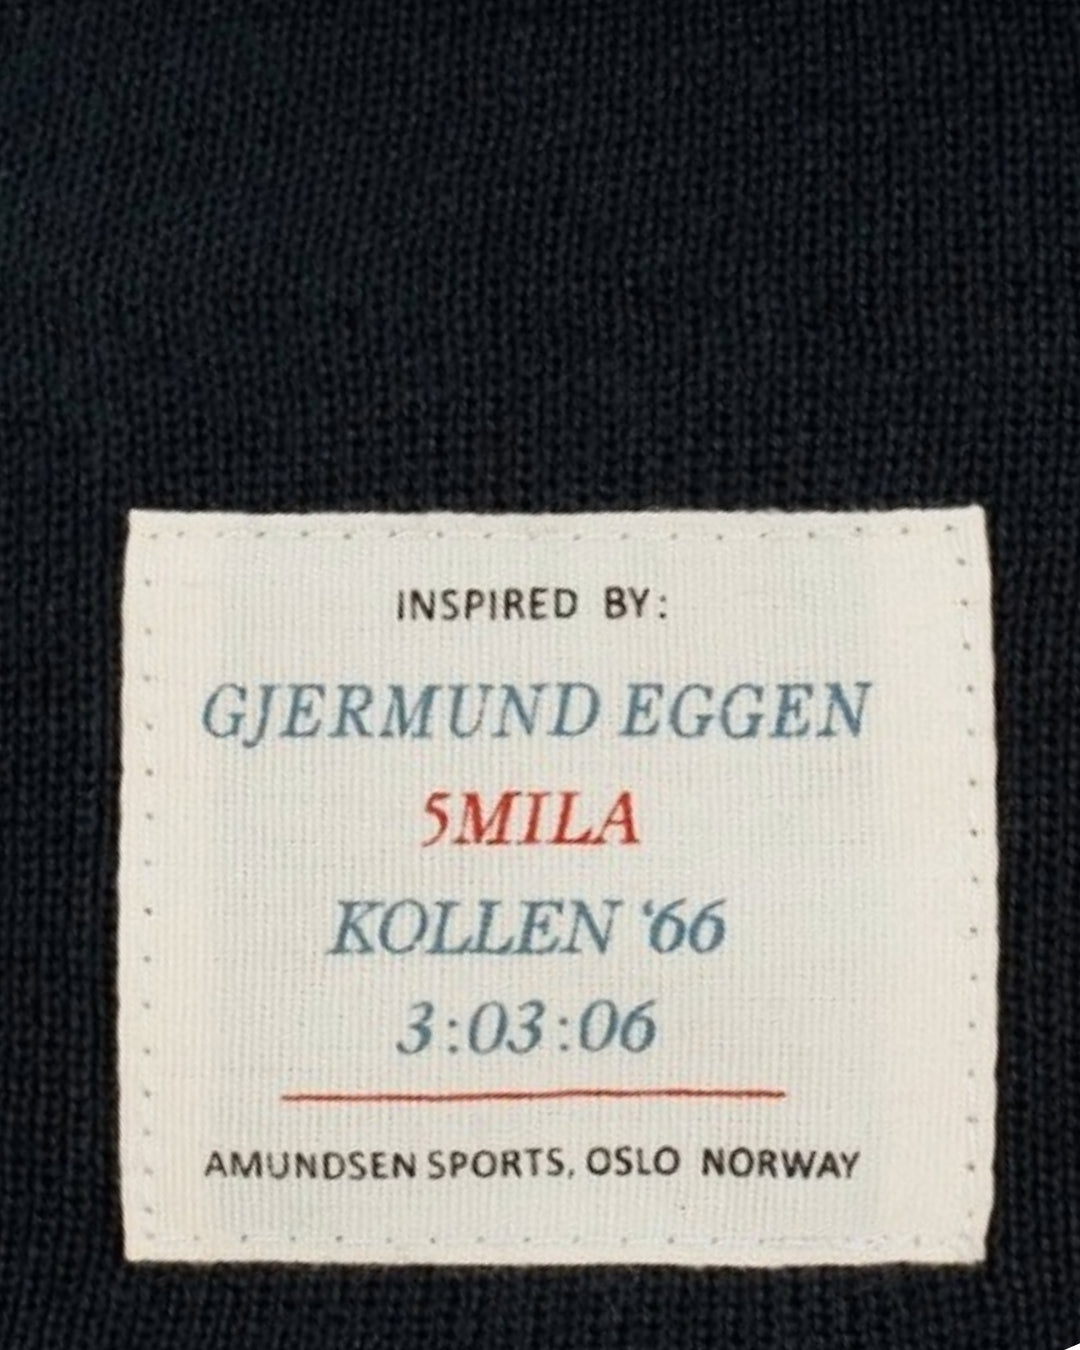 INSPIRED BY:
GJERMUND EGGEN
5MILA
KOLLEN ‘66
3:03:06
AMUNDSEN SPORTS, OSLO NORWAY